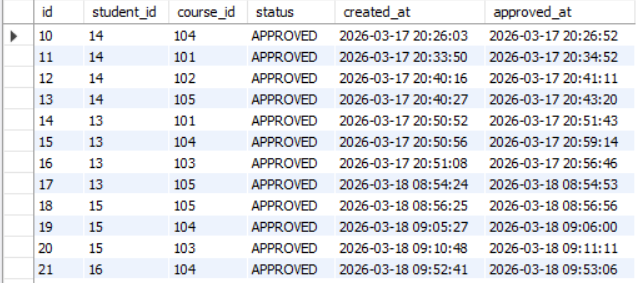 id student_id course_id status created_at approved_at
10 14 104 APPROVED 2026-03-17 20:26:03 2026-03-17 20:26:52
11 14 101 APPROVED 2026-03-17 20:33:50 2026-03-17 20:34:52
12 14 102 APPROVED 2026-03-17 20:40:16 2026-03-17 20:41:11
13 14 105 APPROVED 2026-03-17 20:40:27 2026-03-17 20:43:20
14 13 101 APPROVED 2026-03-17 20:50:52 2026-03-17 20:51:43
15 13 104 APPROVED 2026-03-17 20:50:56 2026-03-17 20:59:14
16 13 103 APPROVED 2026-03-17 20:51:08 2026-03-17 20:56:46
17 13 105 APPROVED 2026-03-18 08:54:24 2026-03-18 08:54:53
18 15 105 APPROVED 2026-03-18 08:56:25 2026-03-18 08:56:56
19 15 104 APPROVED 2026-03-18 09:05:27 2026-03-18 09:06:00
20 15 103 APPROVED 2026-03-18 09:10:48 2026-03-18 09:11:11
21 16 104 APPROVED 2026-03-18 09:52:41 2026-03-18 09:53:06